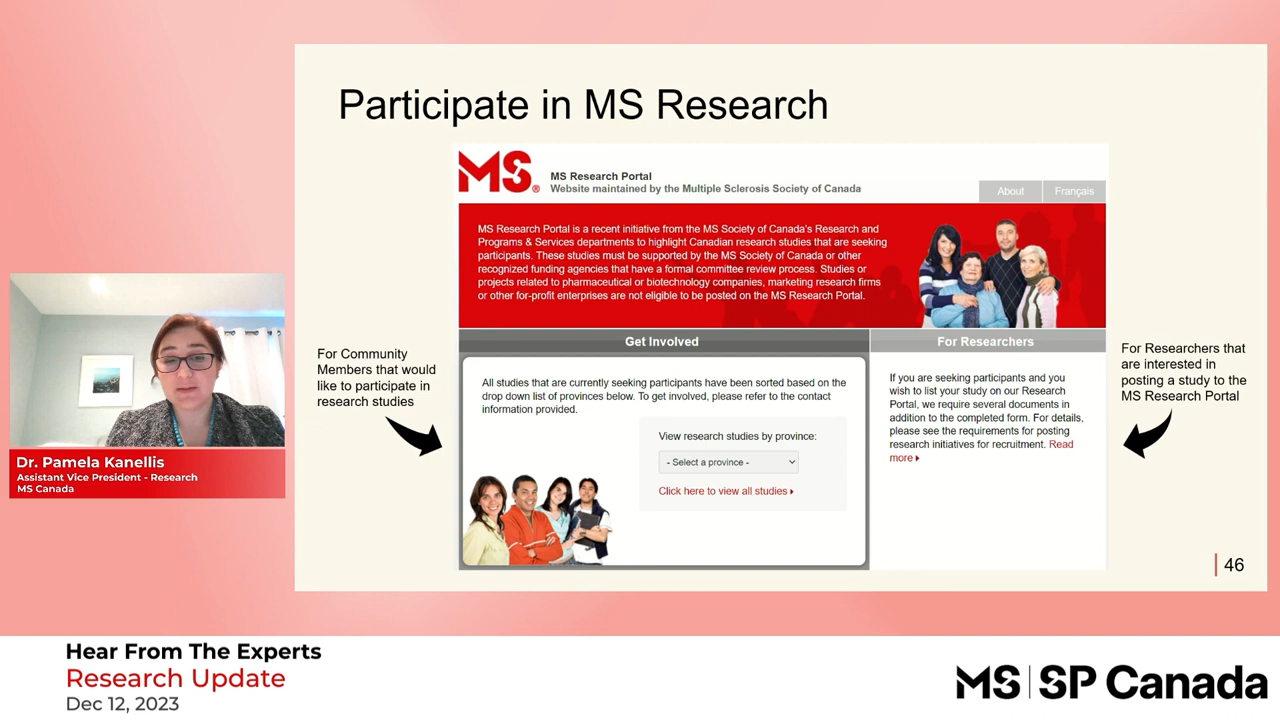 Participate in MS Research
MS®
MS Research Portal
Website maintained by the Multiple Sclerosis Society of Canada
About
Français
MS Research Portal is a recent initiative from the MS Society of Canada's Research and
Programs & Services departments to highlight Canadian research studies that are seeking
participants. These studies must be supported by the MS Society of Canada or other
recognized funding agencies that have a formal committee review process. Studies or
projects related to pharmaceutical or biotechnology companies, marketing research firms
or other for-profit enterprises are not eligible to be posted on the MS Research Portal.
Get Involved
For Researchers
For Community
Members that would
like to participate in
research studies
All studies that are currently seeking participants have been sorted based on the
drop down list of provinces below. To get involved, please refer to the contact
information provided.
View research studies by province:
- Select a province -
Click here to view all studies
If you are seeking participants and you
wish to list your study on our Research
Portal, we require several documents in
addition to the completed form. For details,
please see the requirements for posting
research initiatives for recruitment. Read
more
For Researchers that
are interested in
posting a study to the
MS Research Portal
46
Dr. Pamela Kanellis
Assistant Vice President - Research
MS Canada
Hear From The Experts
Research Update
Dec 12, 2023
MS | SP Canada